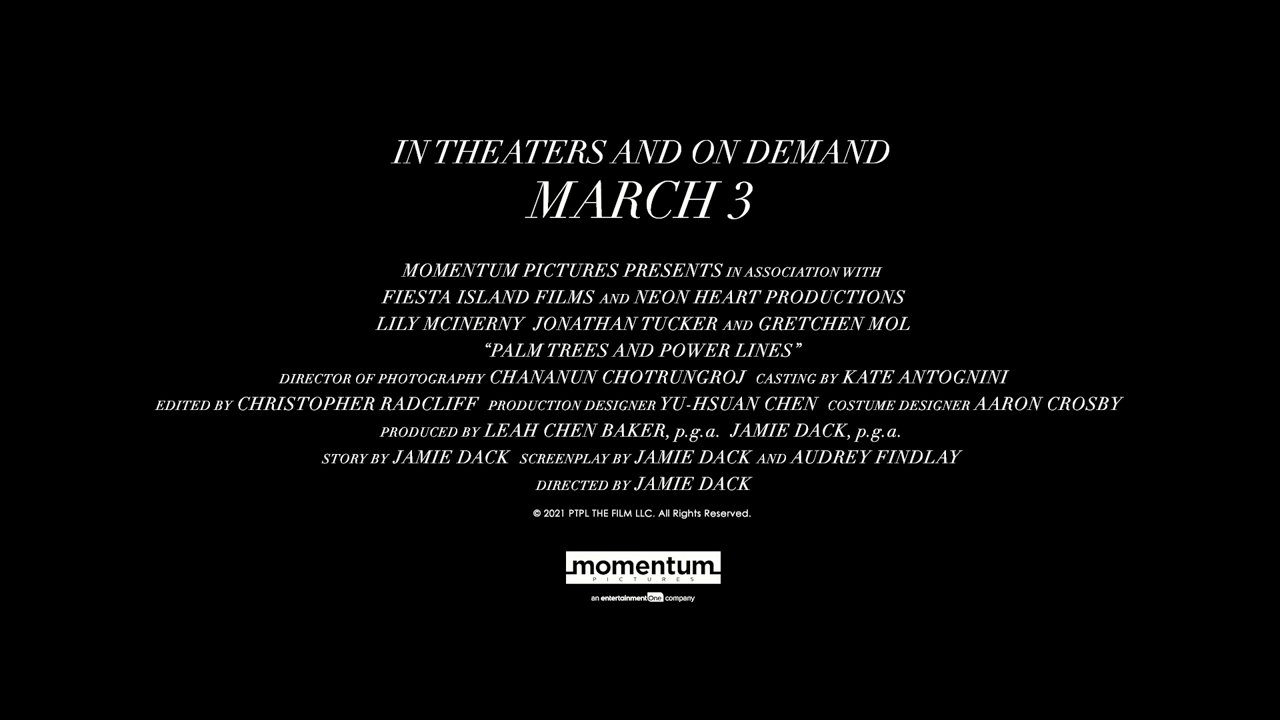 IN THEATERS AND ON DEMAND
MARCH 3
MOMENTUM PICTURES PRESENTS IN ASSOCIATION WITH
FIESTA ISLAND FILMS AND NEON HEART PRODUCTIONS
LILY MCINERNY JONATHAN TUCKER AND GRETCHEN MOL
“PALM TREES AND POWER LINES”
DIRECTOR OF PHOTOGRAPHY CHANANUN CHOTRUNGROJ CASTING BY KATE ANTOGNINI
EDITED BY CHRISTOPHER RADCLIFF PRODUCTION DESIGNER YU-HSUAN CHEN COSTUME DESIGNER AARON CROSBY
PRODUCED BY LEAH CHEN BAKER, p.g.a. JAMIE DACK, p.g.a.
STORY BY JAMIE DACK SCREENPLAY BY JAMIE DACK AND AUDREY FINDLAY
DIRECTED BY JAMIE DACK
© 2021 PTPL THE FILM LLC. All Rights Reserved.
momentum
PICTURES
an entertainmentOne company